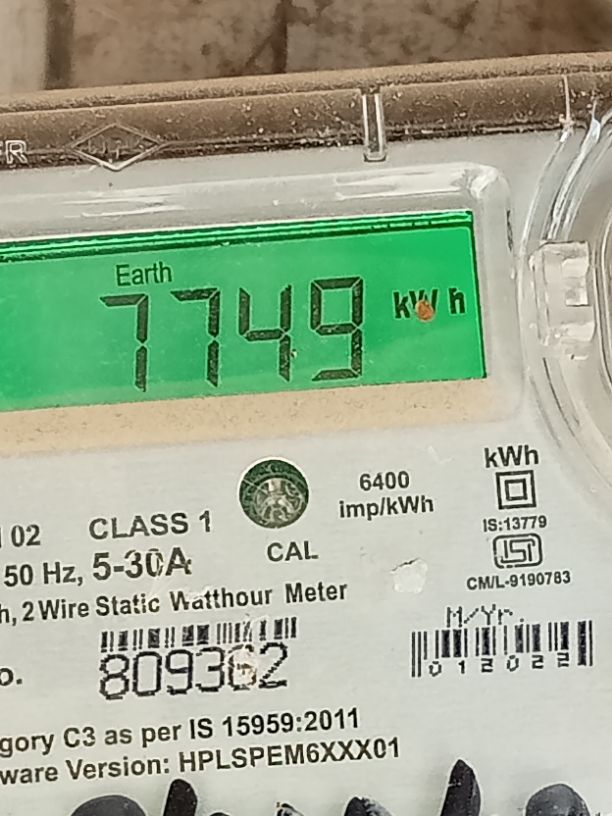 Earth
7749 kWh
kWh
6400
imp/kWh
IS:13779
02 CLASS 1
CAL
50 Hz, 5-30A
CM/L-9190783
h, 2 Wire Static Watthour Meter
M/Yr.
012022
o.
809362
gory C3 as per IS 15959:2011
ware Version: HPLSPEM6XXX01